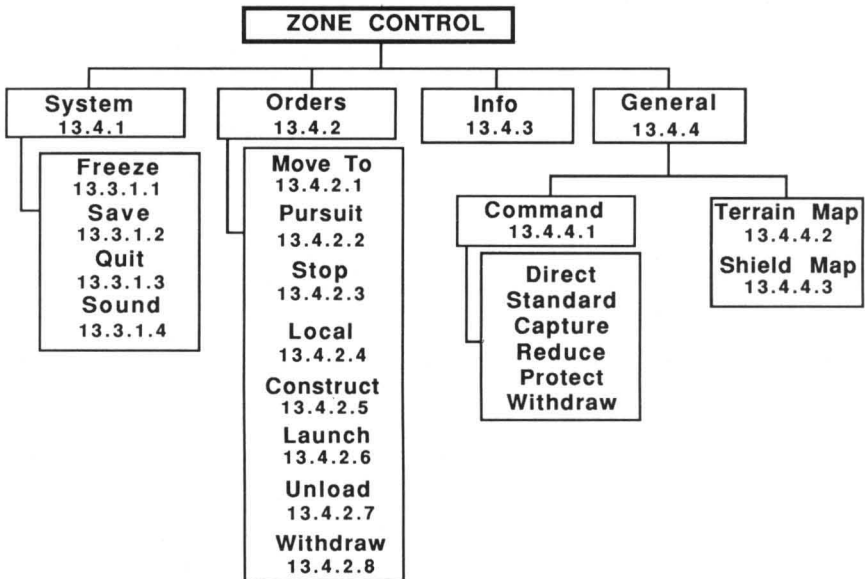 ZONE CONTROL
System
13.4.1
Orders
13.4.2
Info
13.4.3
General
13.4.4
Freeze
13.3.1.1
Save
13.3.1.2
Quit
13.3.1.3
Sound
13.3.1.4
Move To
13.4.2.1
Pursuit
13.4.2.2
Stop
13.4.2.3
Local
13.4.2.4
Construct
13.4.2.5
Launch
13.4.2.6
Unload
13.4.2.7
Withdraw
13.4.2.8
Command
13.4.4.1
Direct
Standard
Capture
Reduce
Protect
Withdraw
Terrain Map
13.4.4.2
Shield Map
13.4.4.3